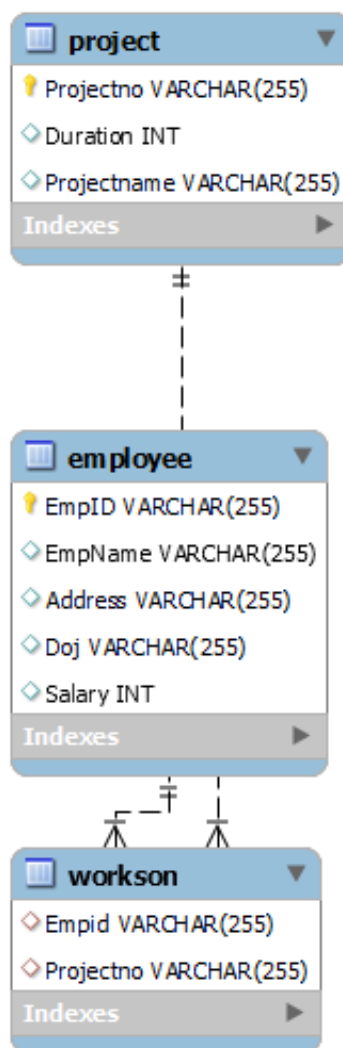 project
Projectno VARCHAR(255)
Duration INT
Projectname VARCHAR(255)
Indexes
employee
EmpID VARCHAR(255)
EmpName VARCHAR(255)
Address VARCHAR(255)
Doj VARCHAR(255)
Salary INT
Indexes
workson
Empid VARCHAR(255)
Projectno VARCHAR(255)
Indexes